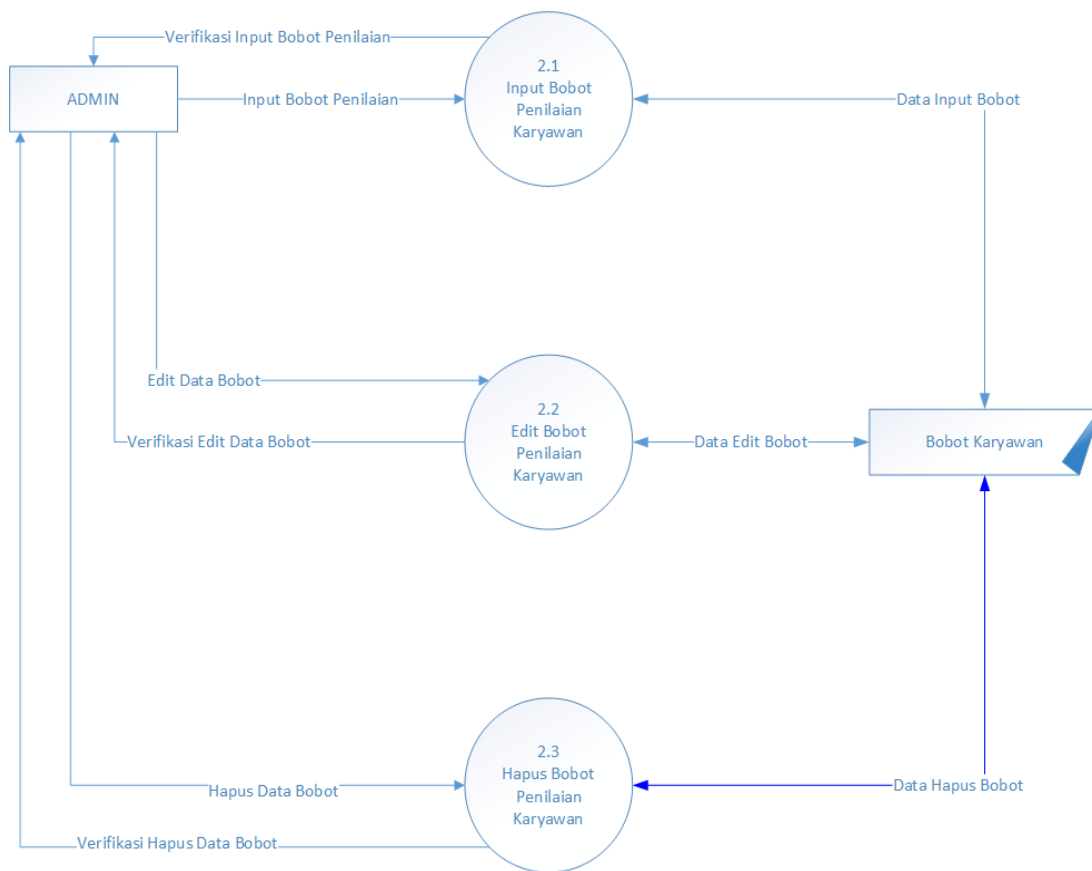 Verifikasi Input Bobot Penilaian
2.1
Input Bobot
Penilaian
Karyawan
ADMIN
Input Bobot Penilaian
Data Input Bobot
Edit Data Bobot
2.2
Edit Bobot
Penilaian
Karyawan
Verifikasi Edit Data Bobot
Data Edit Bobot
Bobot Karyawan
2.3
Hapus Bobot
Penilaian
Karyawan
Hapus Data Bobot
Data Hapus Bobot
Verifikasi Hapus Data Bobot